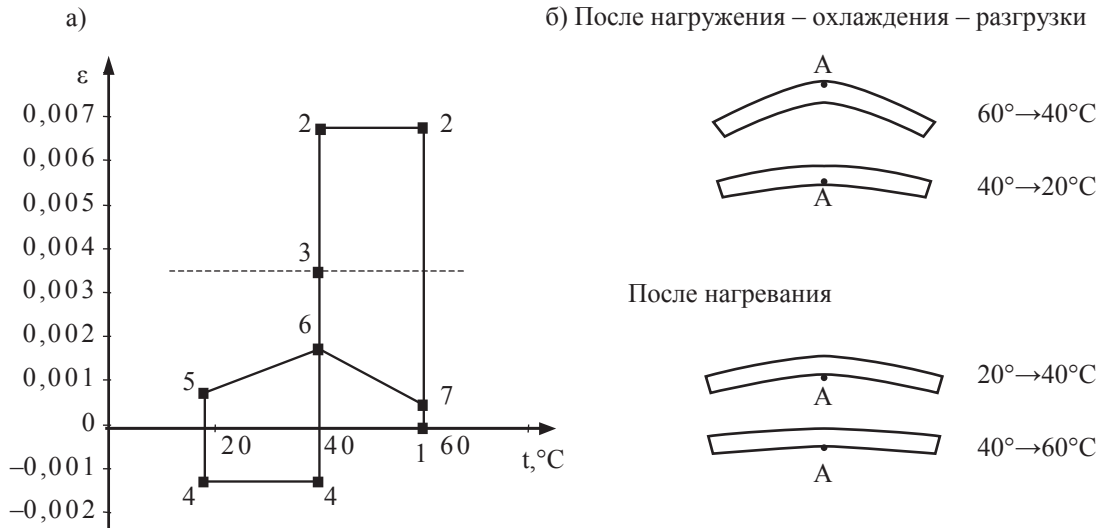 а)
ε
0,007
0,006
0,005
0,004
0,003
0,002
0,001
0
–0,001
–0,002
2 2
3
6
5
7
20 40 1 60
t,°C
4 4
б) После нагружения – охлаждения – разгрузки
А
60°→40°С
40°→20°С
А
После нагревания
20°→40°С
А
40°→60°С
А